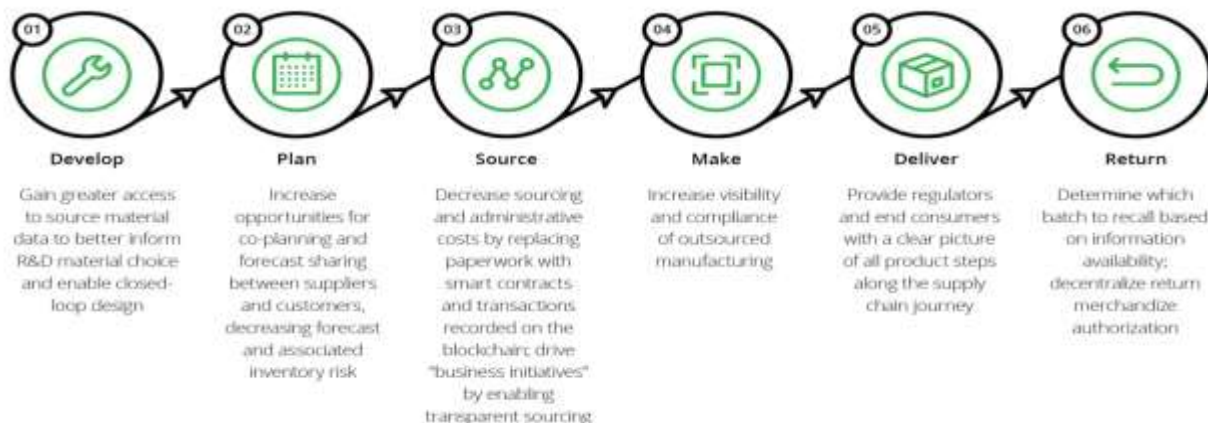 01
Develop
Gain greater access
to source material
data to better inform
R&D material choice
and enable closed-
loop design
02
Plan
Increase
opportunities for
co-planning and
forecast sharing
between suppliers
and customers,
decreasing forecast
and associated
inventory risk
03
Source
Decrease sourcing
and administrative
costs by replacing
paperwork with
smart contracts
and transactions
recorded on the
blockchain; drive
"business initiatives"
by enabling
transparent sourcing
04
Make
Increase visibility
and compliance
of outsourced
manufacturing
05
Deliver
Provide regulators
and end consumers
with a clear picture
of all product steps
along the supply
chain journey
06
Return
Determine which
batch to recall based
on information
availability;
decentralize return
merchandize
authorization